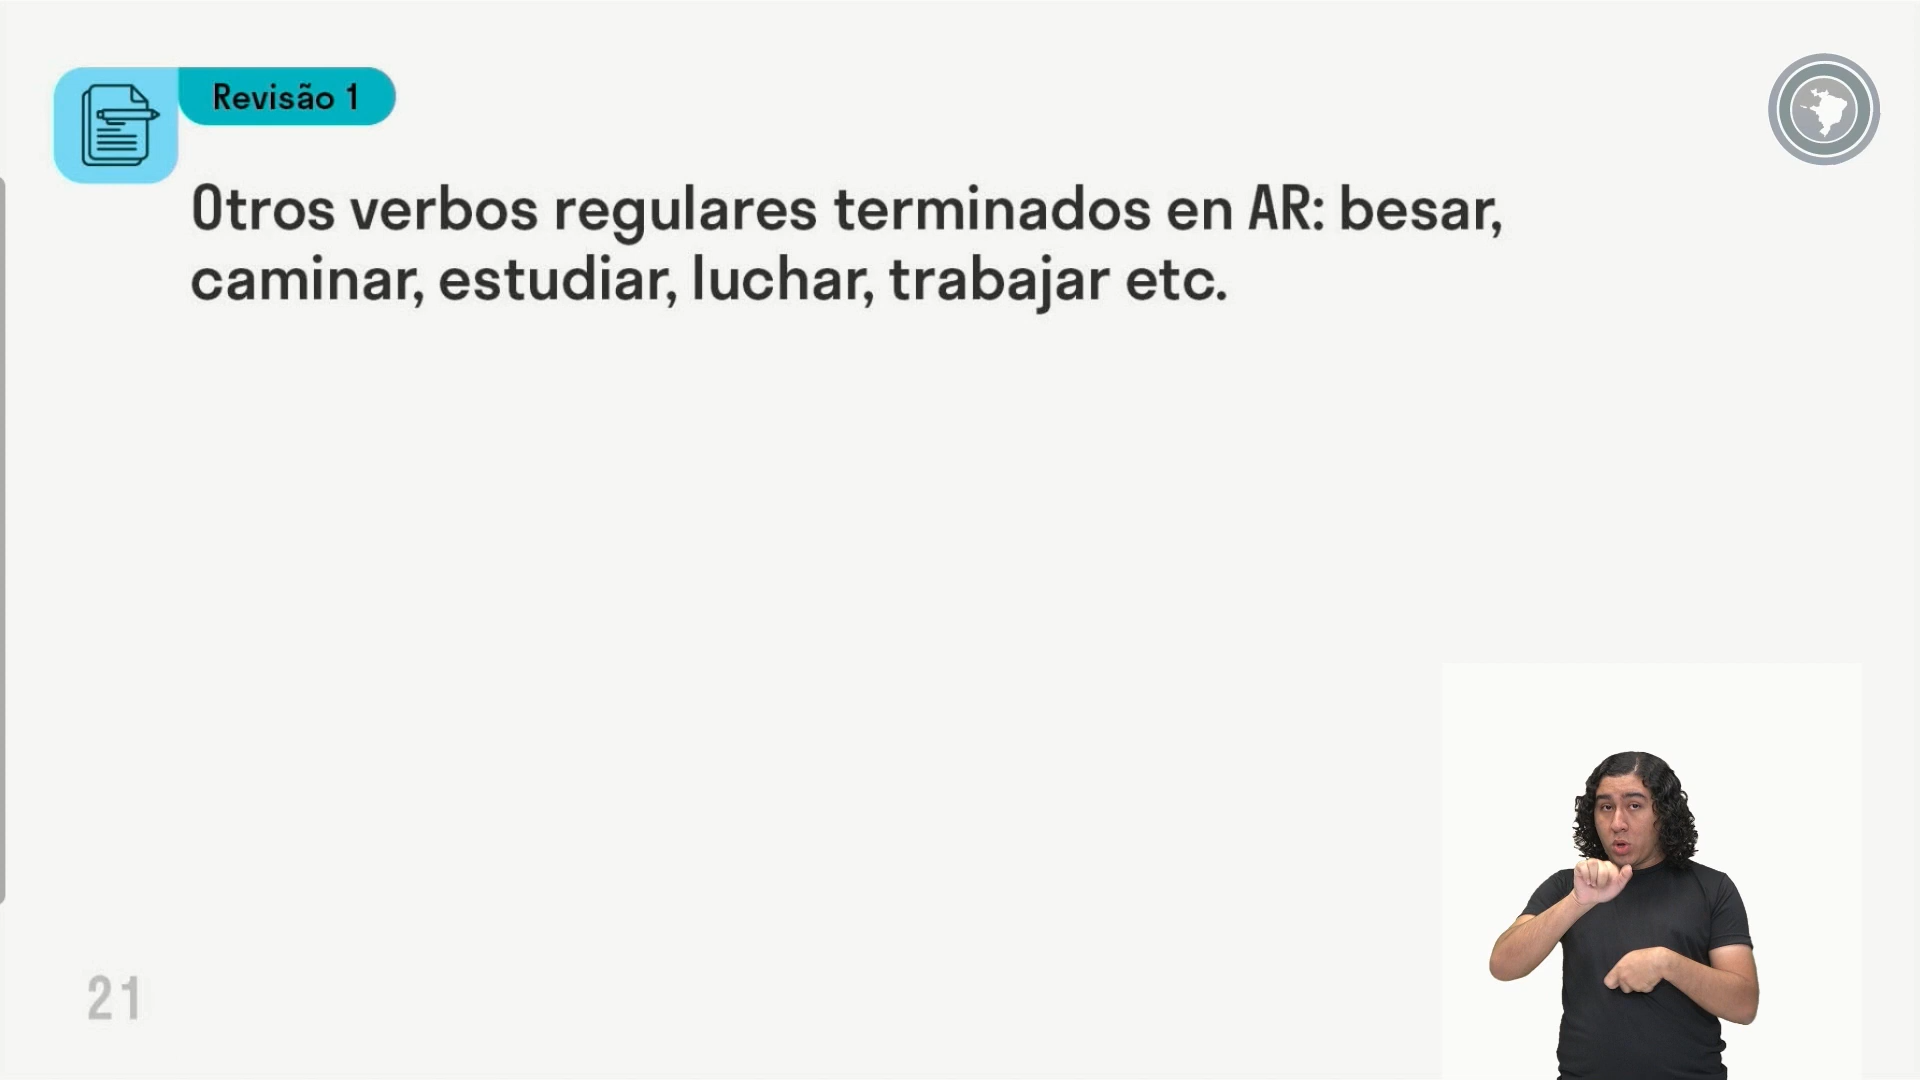 Revisão 1
Otros verbos regulares terminados en AR: besar,
caminar, estudiar, luchar, trabajar etc.
21